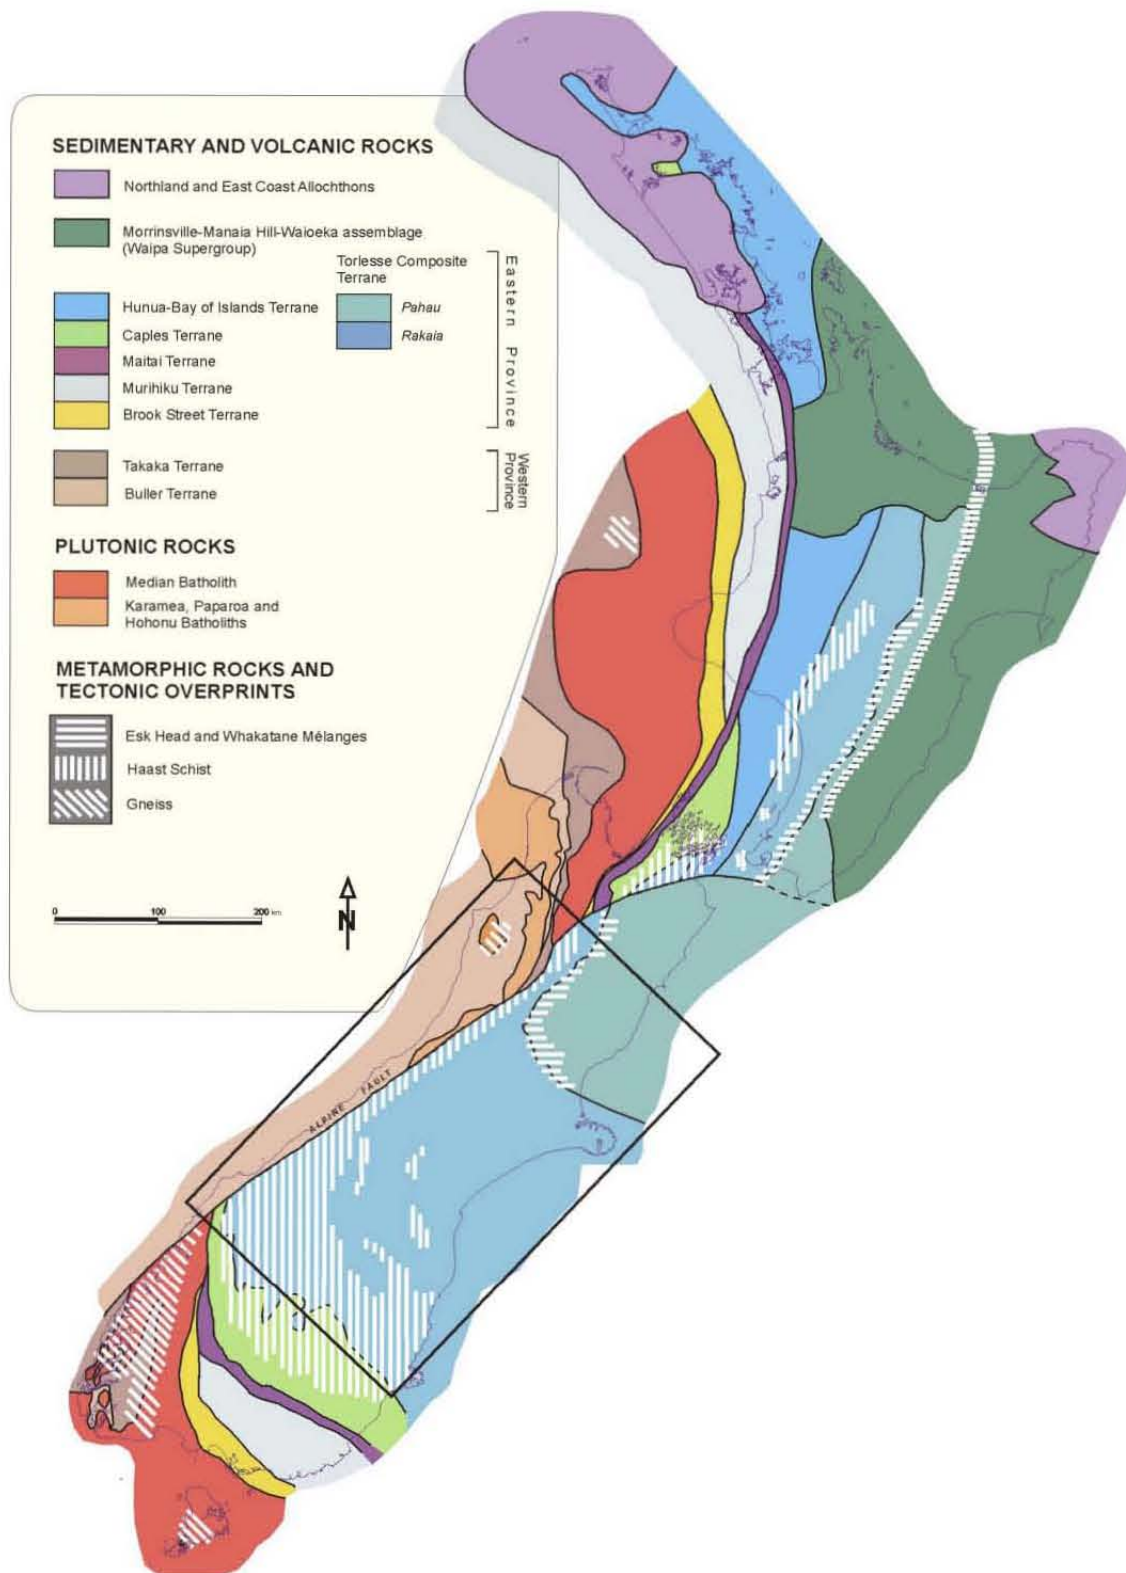 SEDIMENTARY AND VOLCANIC ROCKS
Northland and East Coast Allochthons
Morrinsville-Manaia Hill-Waioeka assemblage
(Waipa Supergroup)
Torlesse Composite
Terrane
Hunua-Bay of Islands Terrane
Pahau
Caples Terrane
Rakaia
Maitai Terrane
Murihiku Terrane
Brook Street Terrane
Eastern Province
Takaka Terrane
Buller Terrane
Western
Province
PLUTONIC ROCKS
Median Batholith
Karamea, Paparoa and
Hohonu Batholiths
METAMORPHIC ROCKS AND
TECTONIC OVERPRINTS
Esk Head and Whakatane Mélanges
Haast Schist
Gneiss
0 100 200 km
N
ALPINE FAULT